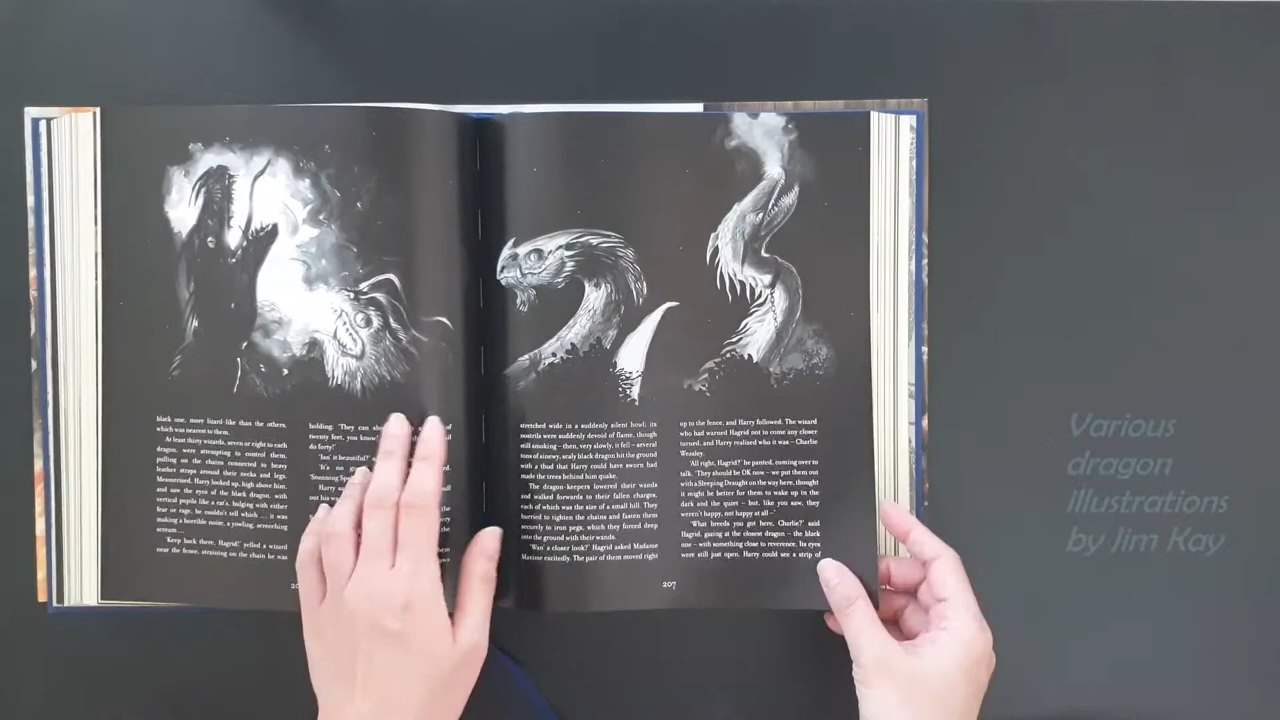 black one, more lizard-like than the others,
which was nearest to them.
At least thirty wizards, seven or eight to each
dragon, were attempting to control them,
pulling on the chains connected to heavy
leather straps around their necks and legs.
Mesmerised, Harry looked up, high above him,
and saw the eyes of the black dragon, with
vertical pupils like a cat's, bulging with either
fear or rage, he couldn't tell which ... it was
making a horrible noise, a yowling, screeching
scream ...
'Keep back there, Hagrid!' yelled a wizard
near the fence, straining on the chain he was
holding. 'They can
twenty feet, you know!
do forty!'
'Isn' it beautiful?'
'It's no
'Stunning
Harry
out his
stretched wide in a suddenly silent howl; its
nostrils were suddenly devoid of flame, though
still smoking – then, very slowly, it fell – several
tons of sinewy, scaly black dragon hit the ground
with a thud that Harry could have sworn had
made the trees behind him quake.
The dragon-keepers lowered their wands
and walked forwards to their fallen charges,
each of which was the size of a small hill. They
hurried to tighten the chains and fasten them
securely to iron pegs, which they forced deep
into the ground with their wands.
'Wan' a closer look?' Hagrid asked Madame
Maxime excitedly. The pair of them moved right
up to the fence, and Harry followed. The wizard
who had warned Hagrid not to come any closer
turned, and Harry realised who it was – Charlie
Weasley.
'All right, Hagrid?' he panted, coming over to
talk. 'They should be OK now – we put them out
with a Sleeping Draught on the way here, thought
it might be better for them to wake up in the
dark and the quiet – but, like you saw, they
weren't happy, not happy at all –'
'What breeds you got here, Charlie?' said
Hagrid, gazing at the closest dragon – the black
one – with something close to reverence. Its eyes
were still just open. Harry could see a strip of
207
Various
dragon
illustrations
by Jim Kay